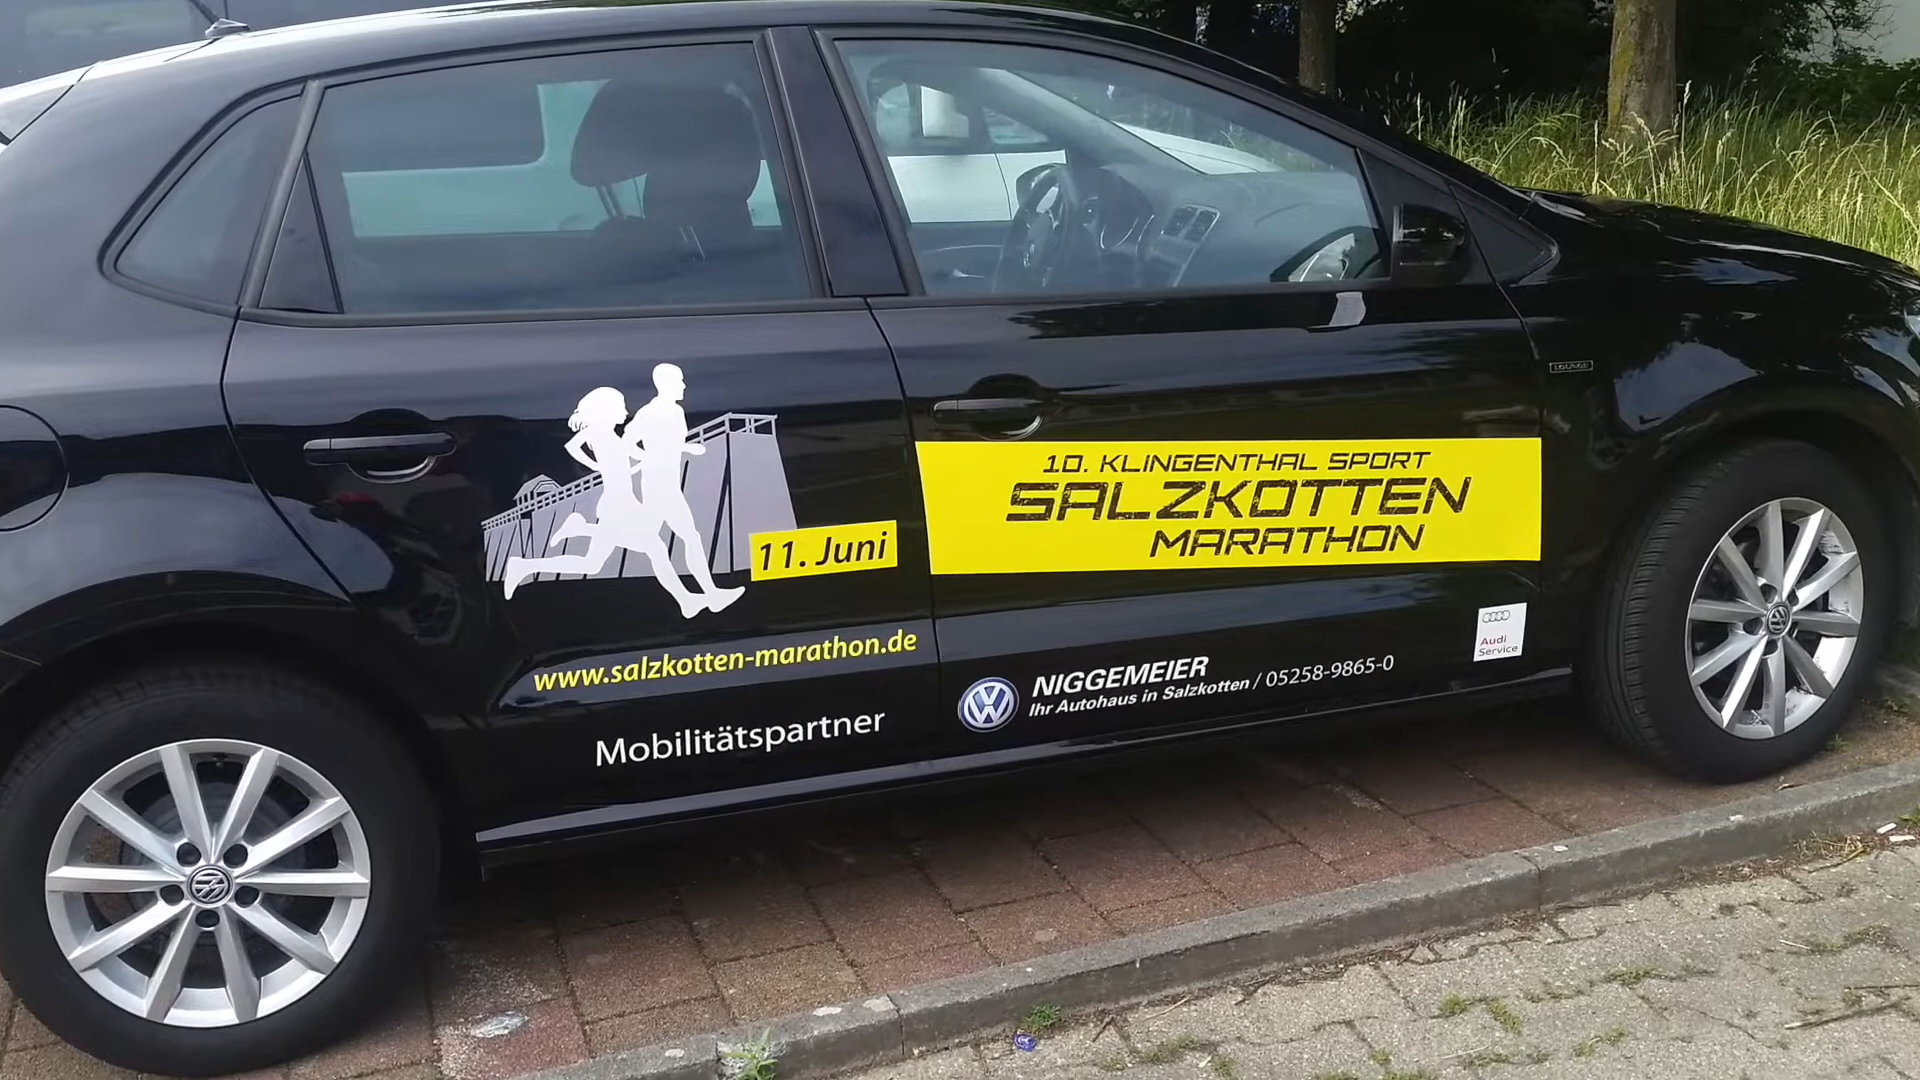 LOUNGE
10. KLINGENTHAL SPORT
SALZKOTTEN
MARATHON
11. Juni
www.salzkotten-marathon.de
Mobilitätspartner
NIGGEMEIER
Ihr Autohaus in Salzkotten / 05258-9865-0
Audi
Service